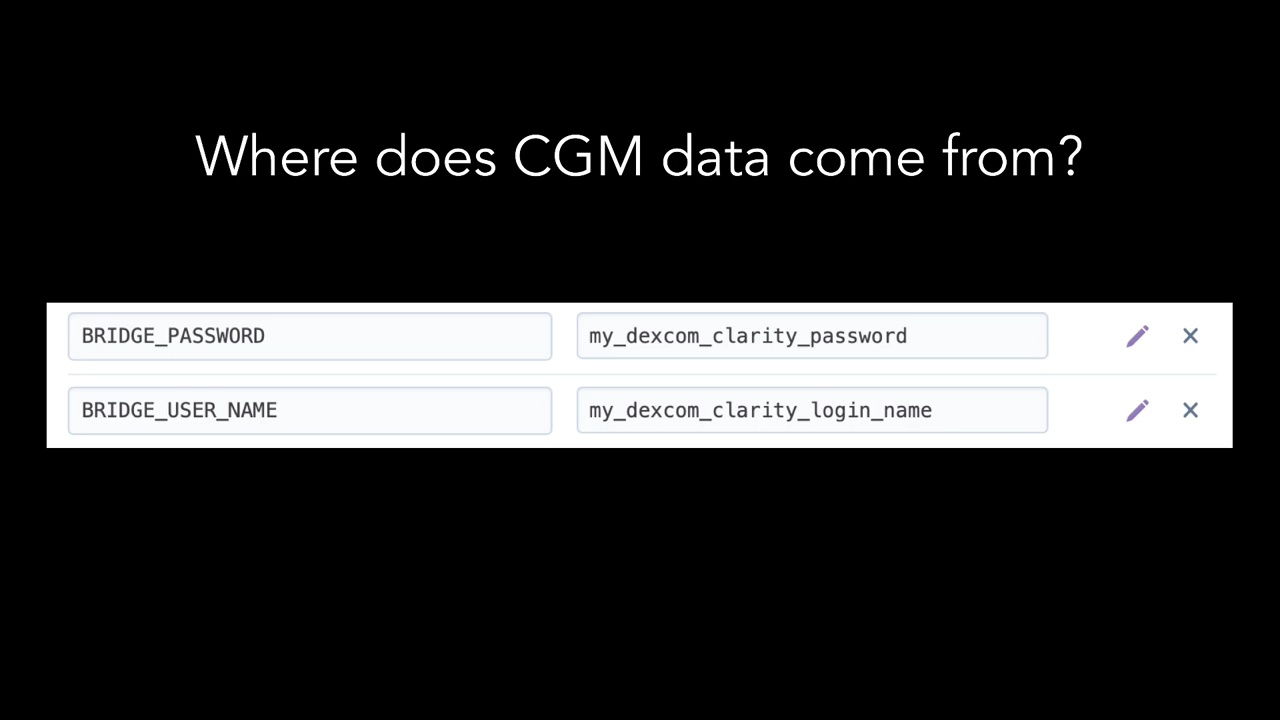 Where does CGM data come from?
BRIDGE_PASSWORD my_dexcom_clarity_password
BRIDGE_USER_NAME my_dexcom_clarity_login_name